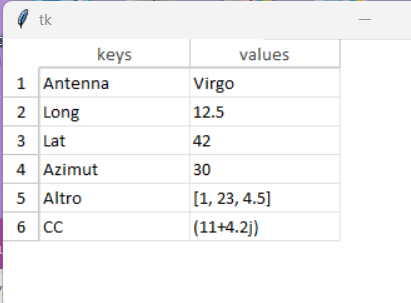 tk
keys values
1 Antenna Virgo
2 Long 12.5
3 Lat 42
4 Azimut 30
5 Altro [1, 23, 4.5]
6 CC (11+4.2j)